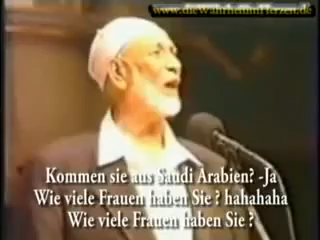 www.diewahrheitimherzen.de
Kommen sie aus Saudi Arabien? -Ja
Wie viele Frauen haben Sie ? hahahaha
Wie viele Frauen haben Sie ?